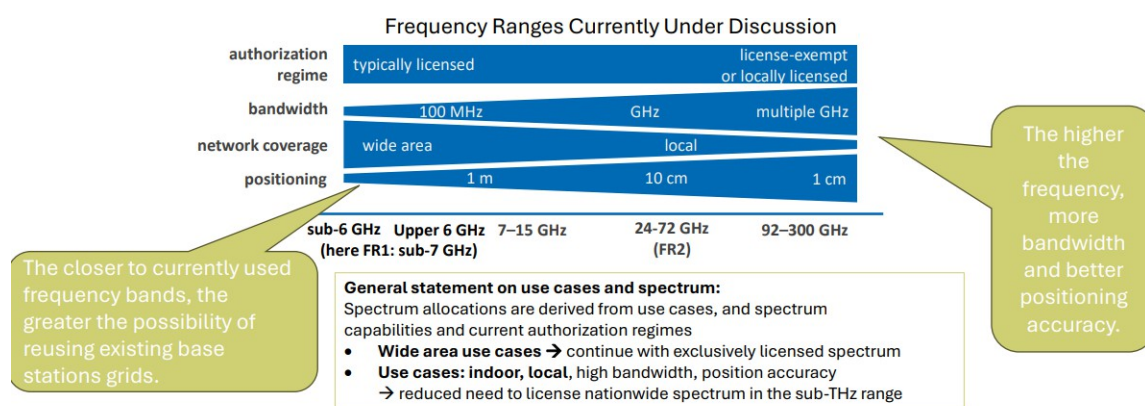 Frequency Ranges Currently Under Discussion
authorization
regime
typically licensed
license-exempt
or locally licensed
bandwidth
100 MHz
GHz
multiple GHz
network coverage
wide area
local
positioning
1 m
10 cm
1 cm
sub-6 GHz
Upper 6 GHz
7–15 GHz
24-72 GHz
92–300 GHz
(here FR1: sub-7 GHz)
(FR2)
The closer to currently used
frequency bands, the
greater the possibility of
reusing existing base
stations grids.
The higher
the
frequency,
more
bandwidth
and better
positioning
accuracy.
General statement on use cases and spectrum:
Spectrum allocations are derived from use cases, and spectrum
capabilities and current authorization regimes
• Wide area use cases → continue with exclusively licensed spectrum
• Use cases: indoor, local, high bandwidth, position accuracy
→ reduced need to license nationwide spectrum in the sub-THz range